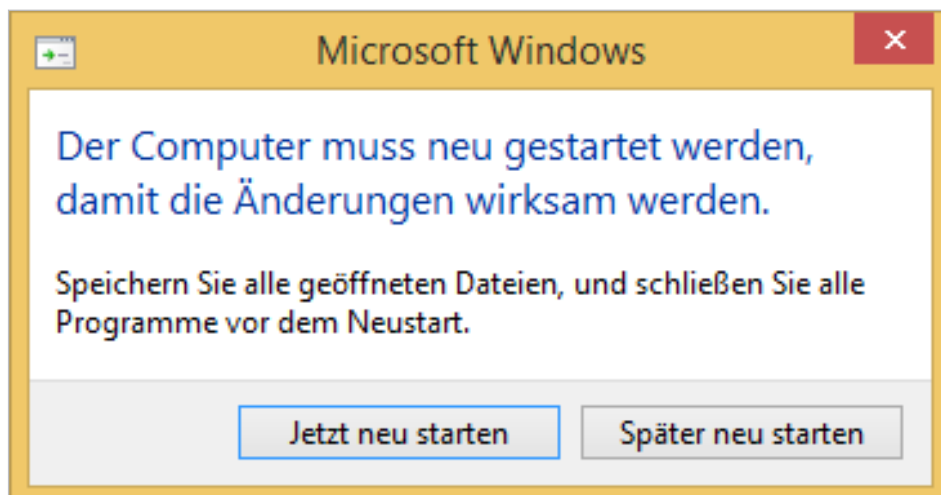 Microsoft Windows
Der Computer muss neu gestartet werden,
damit die Änderungen wirksam werden.
Speichern Sie alle geöffneten Dateien, und schließen Sie alle
Programme vor dem Neustart.
Jetzt neu starten
Später neu starten